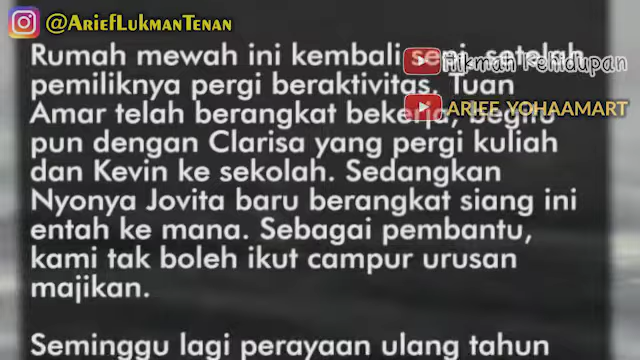 @AriefLukmanTenan
Rumah mewah ini kembali sepi, setelah
Hikmah Kehidupan
pemiliknya pergi beraktivitas. Tuan
ARIEF YOHAAMART
Amar telah berangkat bekerja, begitu
pun dengan Clarisa yang pergi kuliah
dan Kevin ke sekolah. Sedangkan
Nyonya Jovita baru berangkat siang ini
entah ke mana. Sebagai pembantu,
kami tak boleh ikut campur urusan
majikan.
Seminggu lagi perayaan ulang tahun